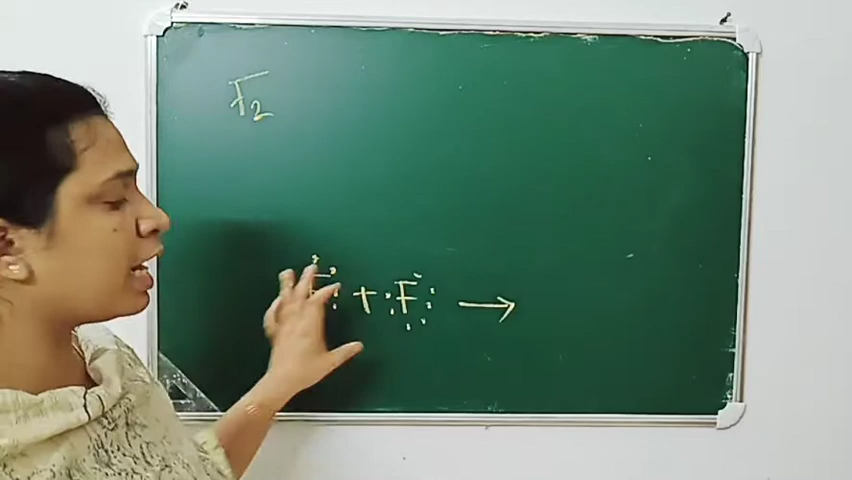 F₂
F + F →